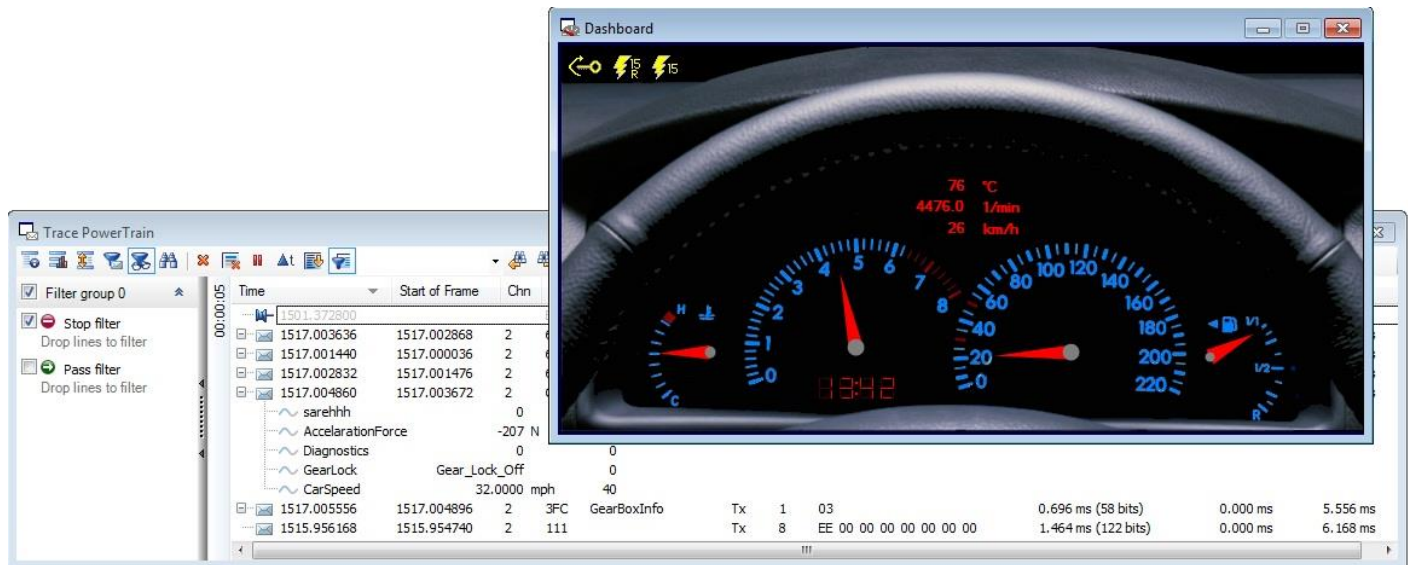 Dashboard
15
R
15
76 °C
4476.0 1/min
26 km/h
H
C
0 1 2 3 4 5 6 7 8
13:42
0 20 40 60 80 100 120 140 160 180 200 220
1/1
1/2
R
Trace PowerTrain
Δt
Filter group 0
Stop filter
Drop lines to filter
Pass filter
Drop lines to filter
00:00:05
Time Start of Frame Chn
1501.372800
1517.003636 1517.002868 2
1517.001440 1517.000036 2
1517.002832 1517.001476 2
1517.004860 1517.003672 2
sarehhh 0
AccelarationForce -207 N
Diagnostics 0 0
GearLock Gear_Lock_Off 0
CarSpeed 32.0000 mph 40
1517.005556 1517.004896 2 3FC GearBoxInfo Tx 1 03 0.696 ms (58 bits) 0.000 ms 5.556 ms
1515.956168 1515.954740 2 111 Tx 8 EE 00 00 00 00 00 00 00 1.464 ms (122 bits) 0.000 ms 6.168 ms